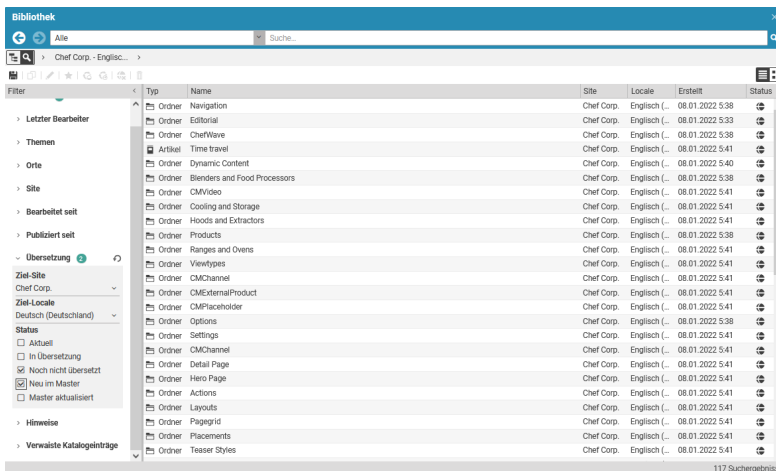 Bibliothek
Alle Suche...
Chef Corp. - Englisc...
Filter Typ Name Site Locale Erstellt Status
Ordner Navigation Chef Corp. Englisch (... 08.01.2022 5:38
Letzter Bearbeiter Ordner Editorial Chef Corp. Englisch (... 08.01.2022 5:33
Ordner ChefWave Chef Corp. Englisch (... 08.01.2022 5:38
Themen Artikel Time travel Chef Corp. Englisch (... 08.01.2022 5:41
Orte Ordner Dynamic Content Chef Corp. Englisch (... 08.01.2022 5:40
Ordner Blenders and Food Processors Chef Corp. Englisch (... 08.01.2022 5:38
Site Ordner CMVideo Chef Corp. Englisch (... 08.01.2022 5:41
Ordner Cooling and Storage Chef Corp. Englisch (... 08.01.2022 5:41
Bearbeitet seit Ordner Hoods and Extractors Chef Corp. Englisch (... 08.01.2022 5:41
Publiziert seit Ordner Products Chef Corp. Englisch (... 08.01.2022 5:38
Ordner Ranges and Ovens Chef Corp. Englisch (... 08.01.2022 5:41
Übersetzung 2 Ordner Viewtypes Chef Corp. Englisch (... 08.01.2022 5:41
Ziel-Site Ordner CMChannel Chef Corp. Englisch (... 08.01.2022 5:41
Chef Corp. Ordner CMExternalProduct Chef Corp. Englisch (... 08.01.2022 5:41
Ziel-Locale Ordner CMPlaceholder Chef Corp. Englisch (... 08.01.2022 5:41
Deutsch (Deutschland) Ordner Options Chef Corp. Englisch (... 08.01.2022 5:38
Status Ordner Settings Chef Corp. Englisch (... 08.01.2022 5:41
Aktuell Ordner CMChannel Chef Corp. Englisch (... 08.01.2022 5:41
In Übersetzung Ordner Detail Page Chef Corp. Englisch (... 08.01.2022 5:41
Noch nicht übersetzt Ordner Hero Page Chef Corp. Englisch (... 08.01.2022 5:41
Neu im Master Ordner Actions Chef Corp. Englisch (... 08.01.2022 5:41
Master aktualisiert Ordner Layouts Chef Corp. Englisch (... 08.01.2022 5:41
Hinweise Ordner Pagegrid Chef Corp. Englisch (... 08.01.2022 5:41
Ordner Placements Chef Corp. Englisch (... 08.01.2022 5:41
Verwaiste Katalogeinträge Ordner Teaser Styles Chef Corp. Englisch (... 08.01.2022 5:41
117 Suchergebnis